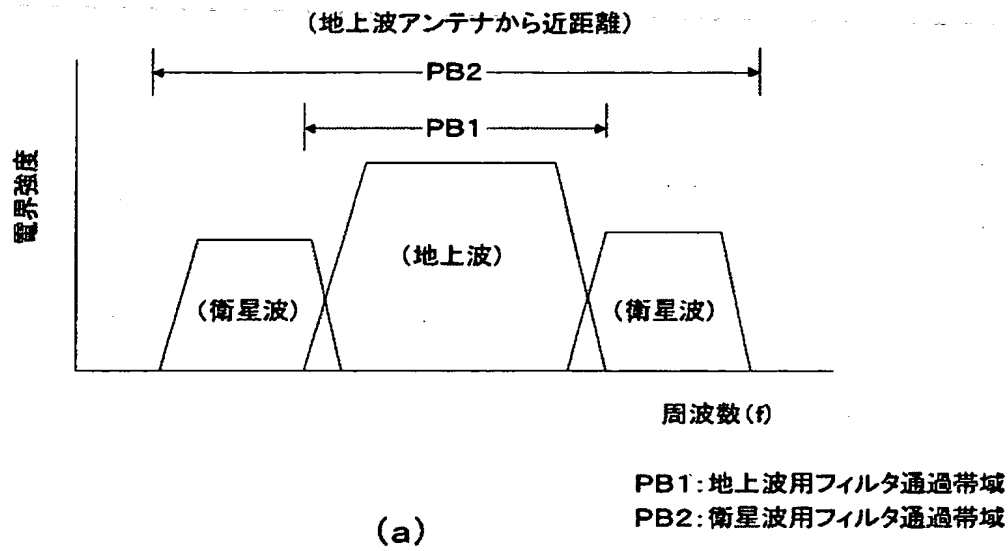 (地上波アンテナから近距離)
PB2
PB1
電界強度
(地上波)
(衛星波)
(衛星波)
周波数(f)
PB1:地上波用フィルタ通過帯域
PB2:衛星波用フィルタ通過帯域
(a)